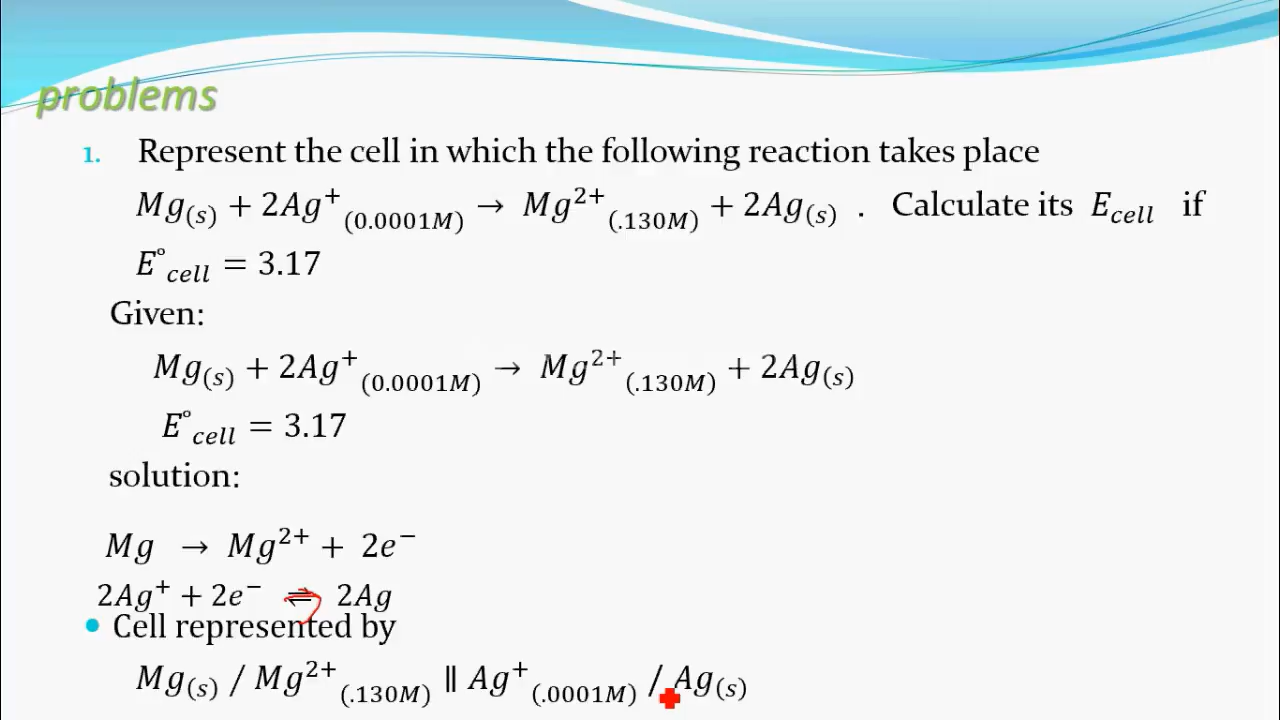 problems
1. Represent the cell in which the following reaction takes place
Mg(s) + 2Ag⁺(0.0001M) → Mg²⁺(.130M) + 2Ag(s) . Calculate its Ecell if
E°cell = 3.17
Given:
Mg(s) + 2Ag⁺(0.0001M) → Mg²⁺(.130M) + 2Ag(s)
E°cell = 3.17
solution:
Mg → Mg²⁺ + 2e⁻
2Ag⁺ + 2e⁻ ⇌ 2Ag
• Cell represented by
Mg(s) / Mg²⁺(.130M) ∥ Ag⁺(.0001M) / Ag(s)